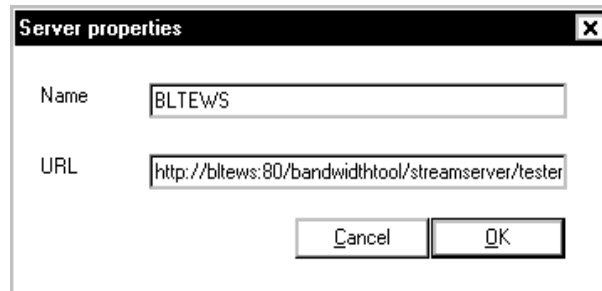 Server properties
Name BLTEWS
URL http://bltews:80/bandwidthtool/streamserver/tester
Cancel OK